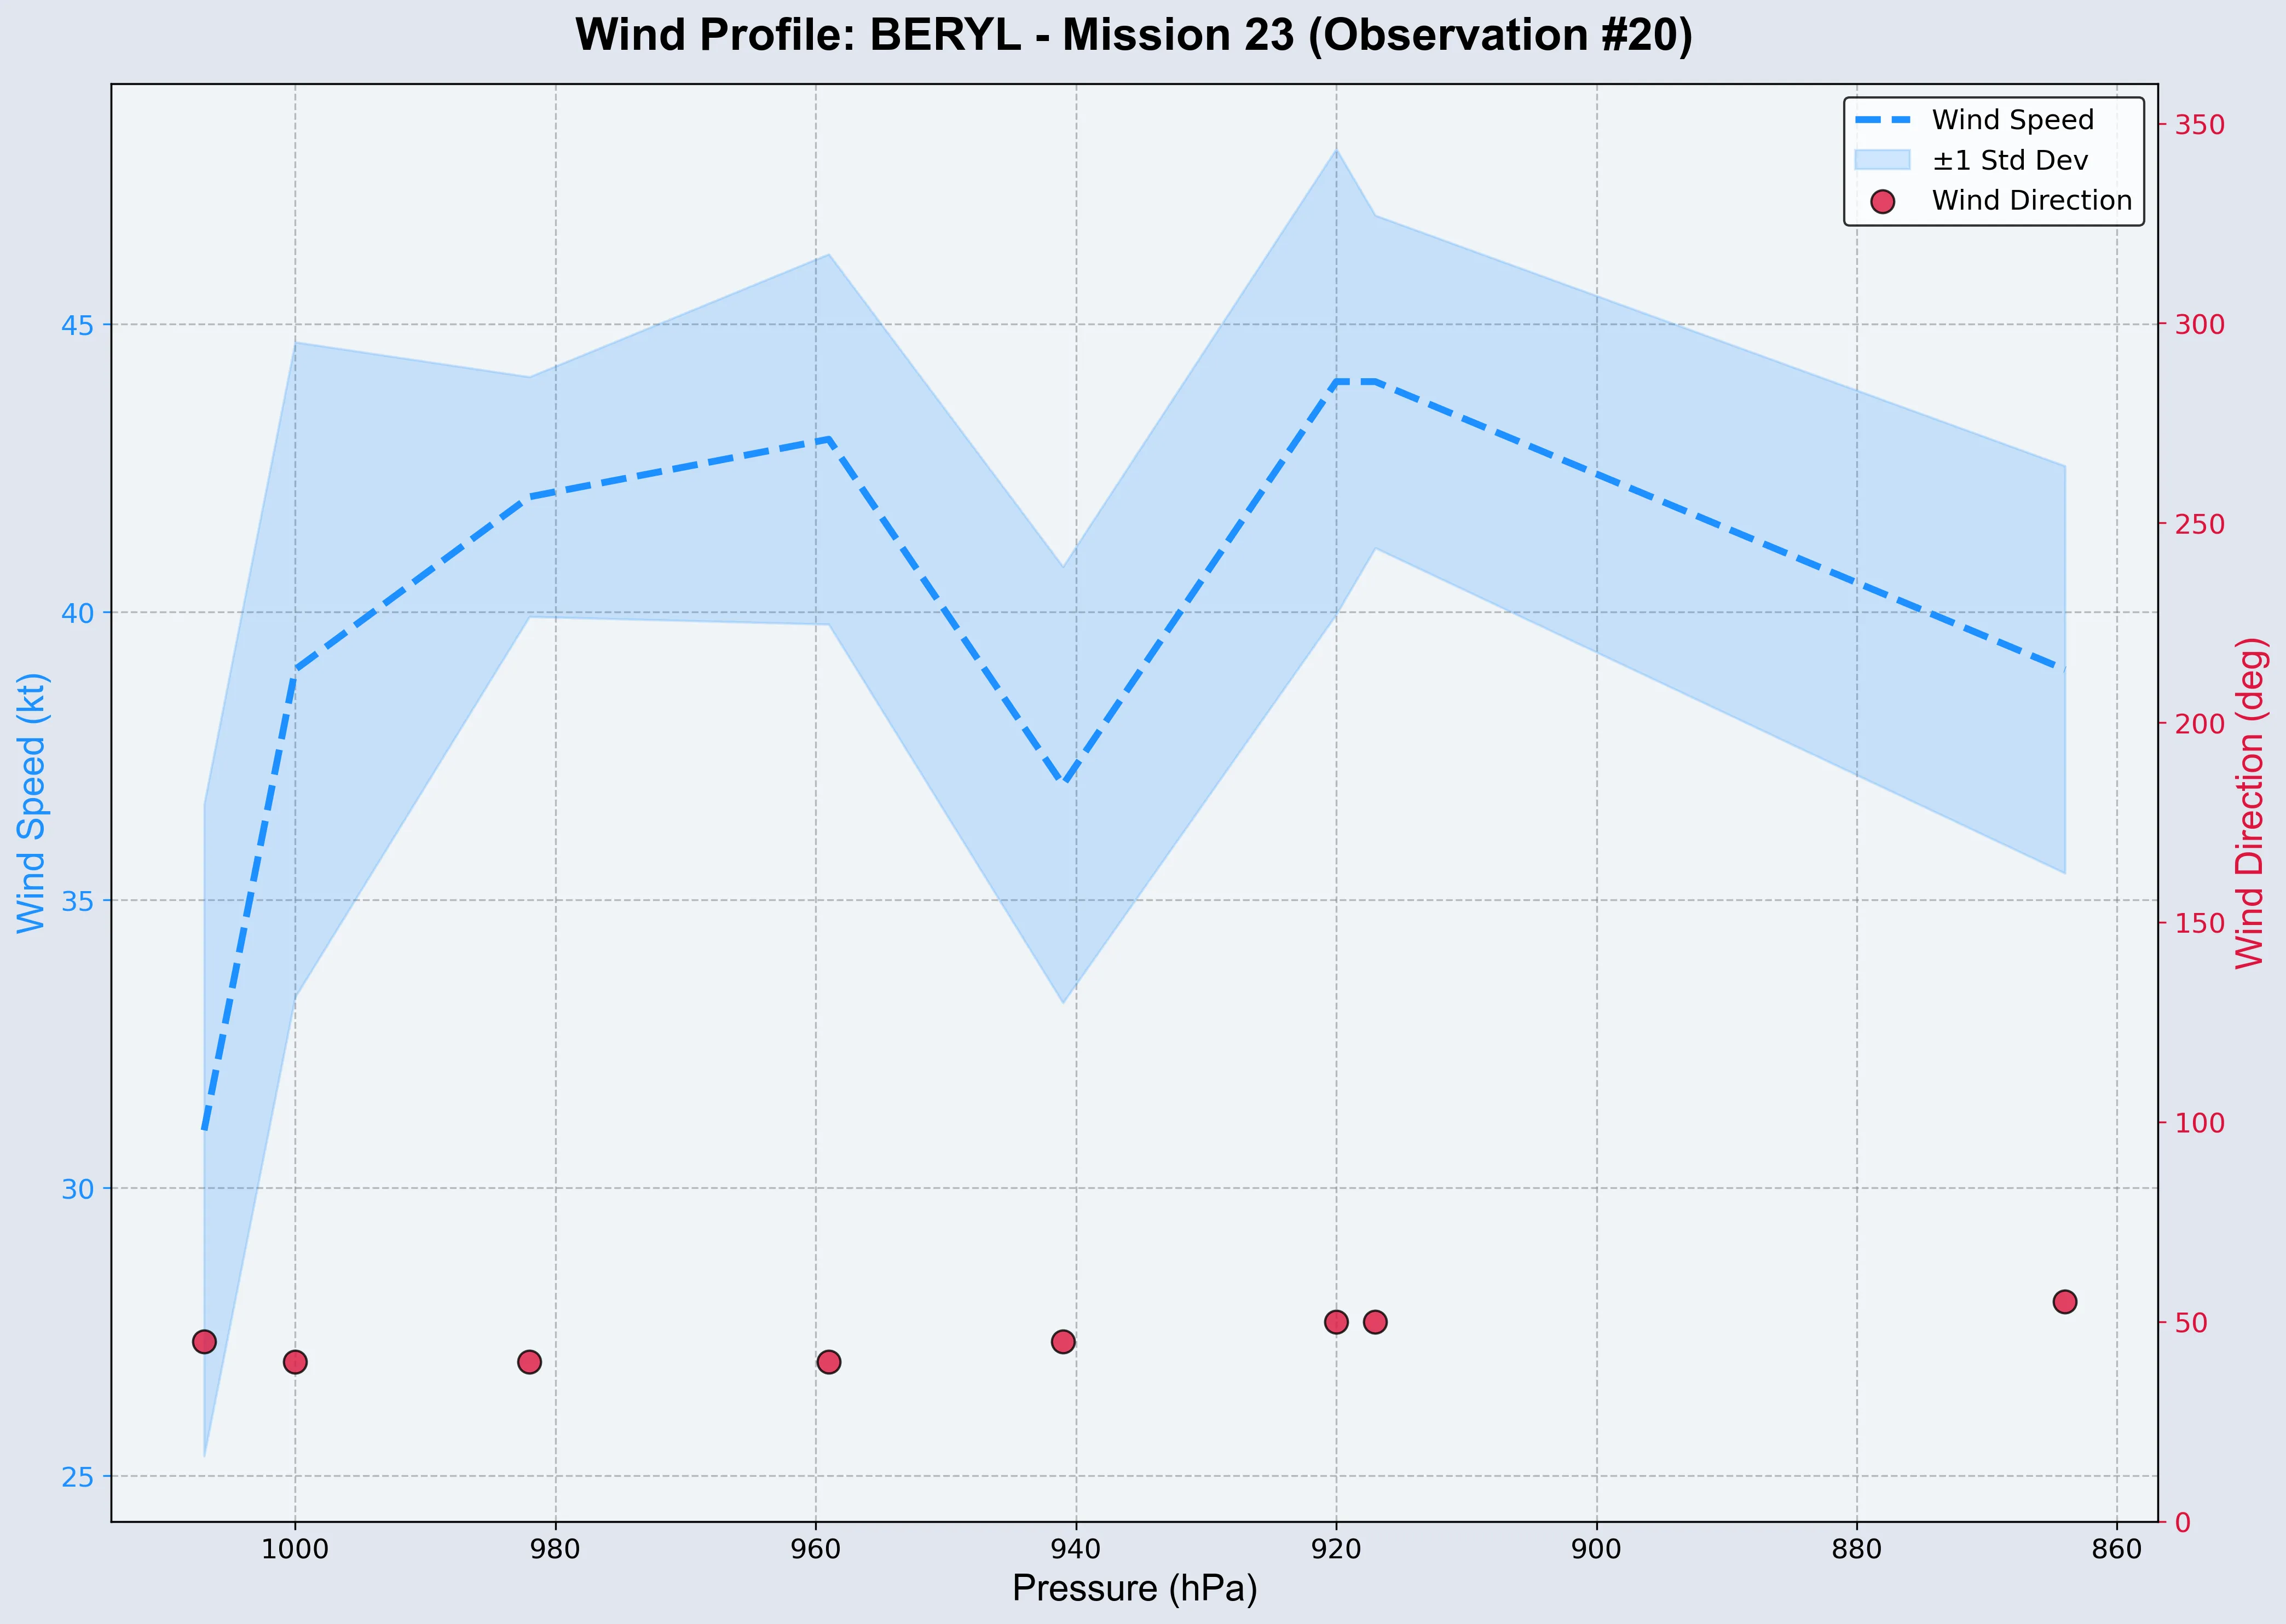 Wind Profile: BERYL - Mission 23 (Observation #20)
Wind Speed
±1 Std Dev
Wind Direction
Wind Speed (kt)
45
40
35
30
25
350
300
250
200
150
100
50
0
Wind Direction (deg)
1000 980 960 940 920 900 880 860
Pressure (hPa)